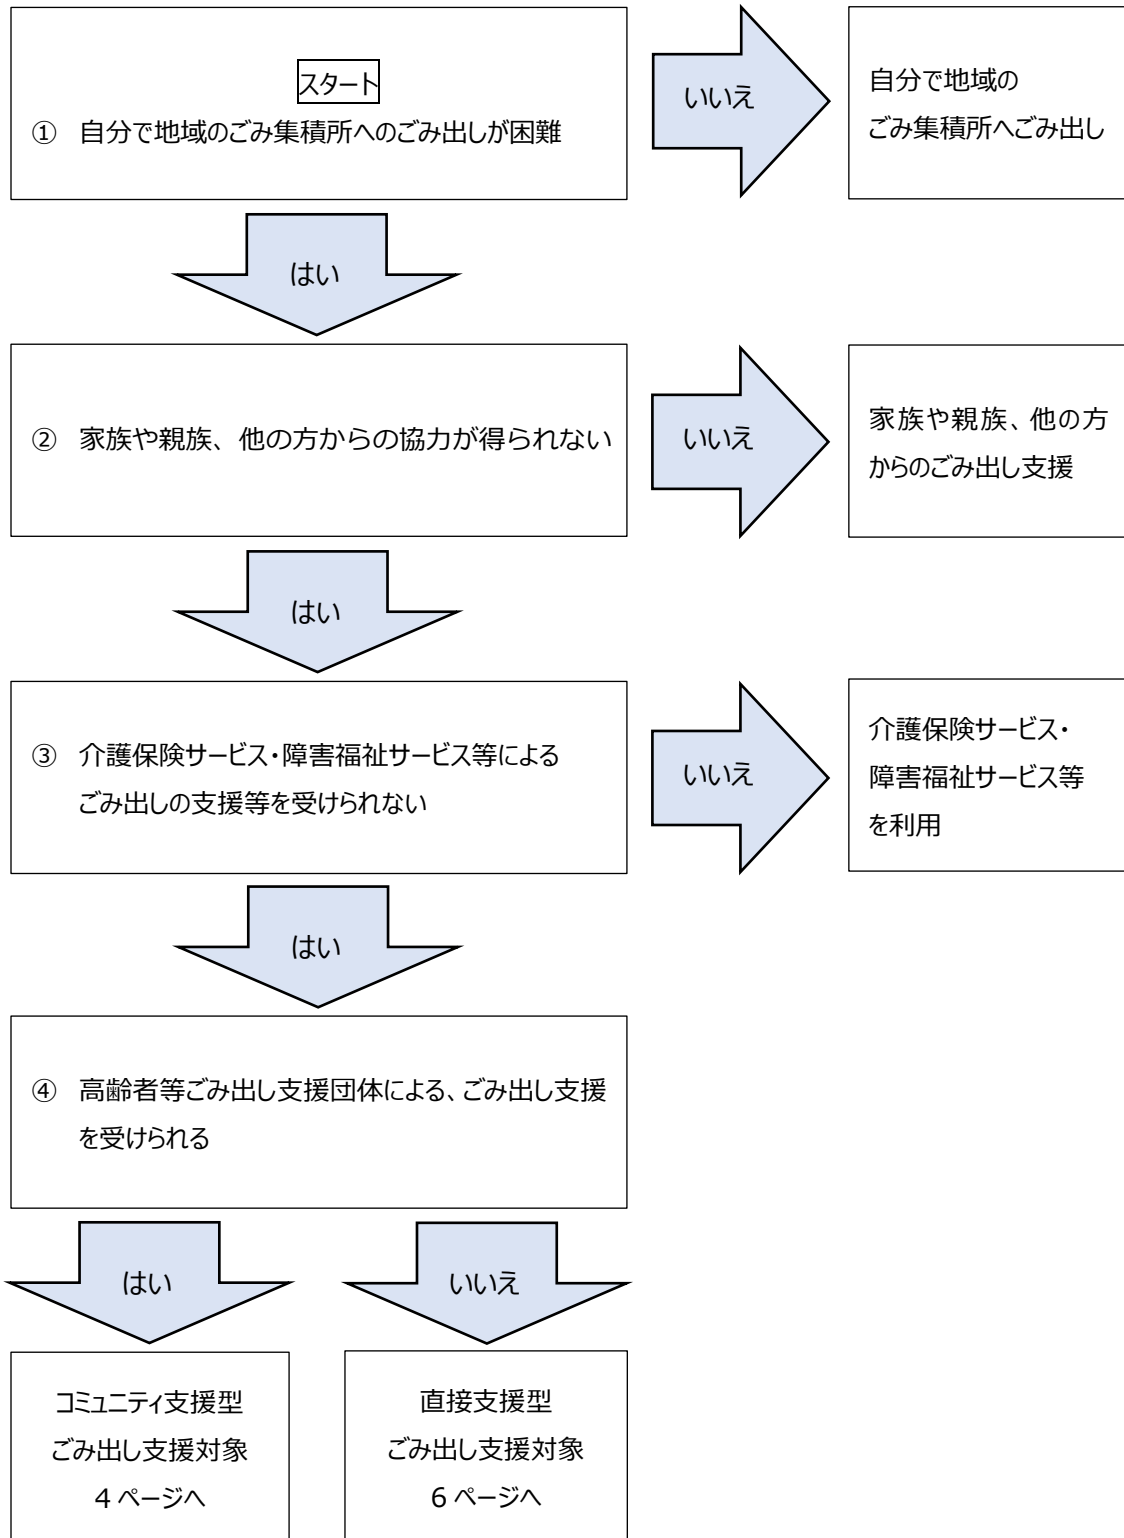 スタート
① 自分で地域のごみ集積所へのごみ出しが困難
いいえ
自分で地域の
ごみ集積所へごみ出し
はい
② 家族や親族、他の方からの協力が得られない
いいえ
家族や親族、他の方
からのごみ出し支援
はい
③ 介護保険サービス・障害福祉サービス等による
ごみ出しの支援等を受けられない
いいえ
介護保険サービス・
障害福祉サービス等
を利用
はい
④ 高齢者等ごみ出し支援団体による、ごみ出し支援
を受けられる
はい
いいえ
コミュニティ支援型
ごみ出し支援対象
4 ページへ
直接支援型
ごみ出し支援対象
6 ページへ